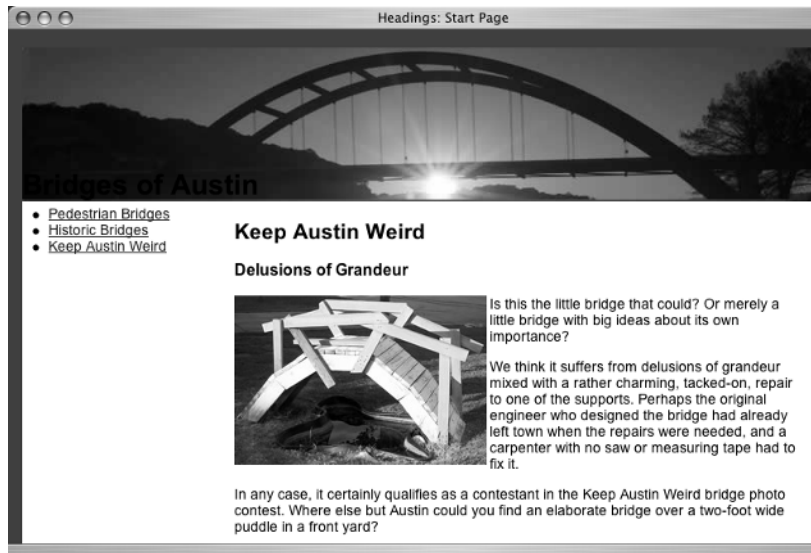 Headings: Start Page
Bridges of Austin
Pedestrian Bridges
Historic Bridges
Keep Austin Weird
Keep Austin Weird
Delusions of Grandeur
Is this the little bridge that could? Or merely a
little bridge with big ideas about its own
importance?
We think it suffers from delusions of grandeur
mixed with a rather charming, tacked-on, repair
to one of the supports. Perhaps the original
engineer who designed the bridge had already
left town when the repairs were needed, and a
carpenter with no saw or measuring tape had to
fix it.
In any case, it certainly qualifies as a contestant in the Keep Austin Weird bridge photo
contest. Where else but Austin could you find an elaborate bridge over a two-foot wide
puddle in a front yard?